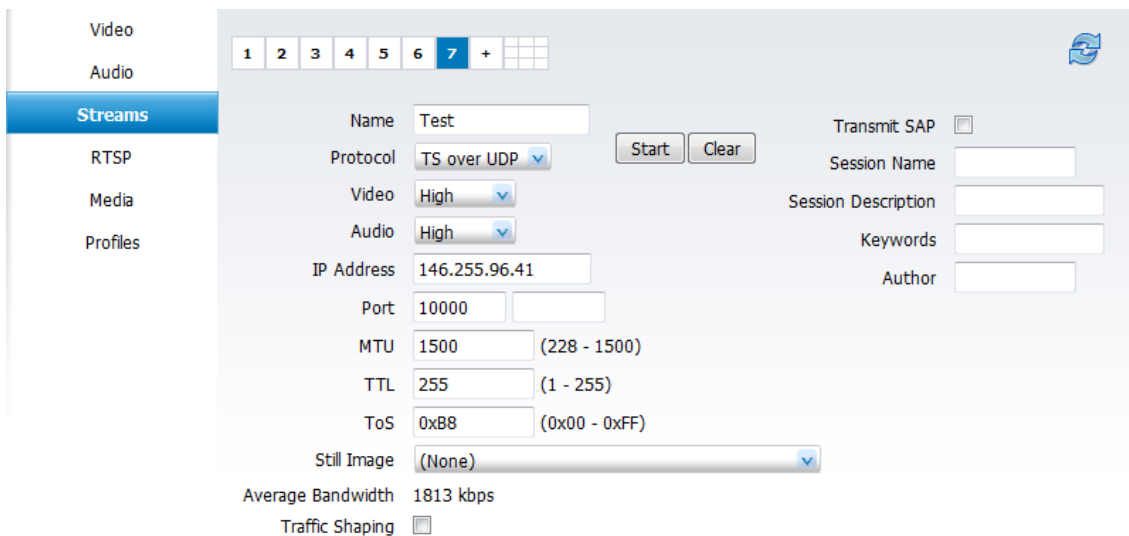 Video
Audio
Streams
RTSP
Media
Profiles
1 2 3 4 5 6 7 +
Name Test
Protocol TS over UDP
Video High
Audio High
IP Address 146.255.96.41
Port 10000
MTU 1500 (228 - 1500)
TTL 255 (1 - 255)
ToS 0xB8 (0x00 - 0xFF)
Still Image (None)
Average Bandwidth 1813 kbps
Traffic Shaping
Start Clear
Transmit SAP
Session Name
Session Description
Keywords
Author